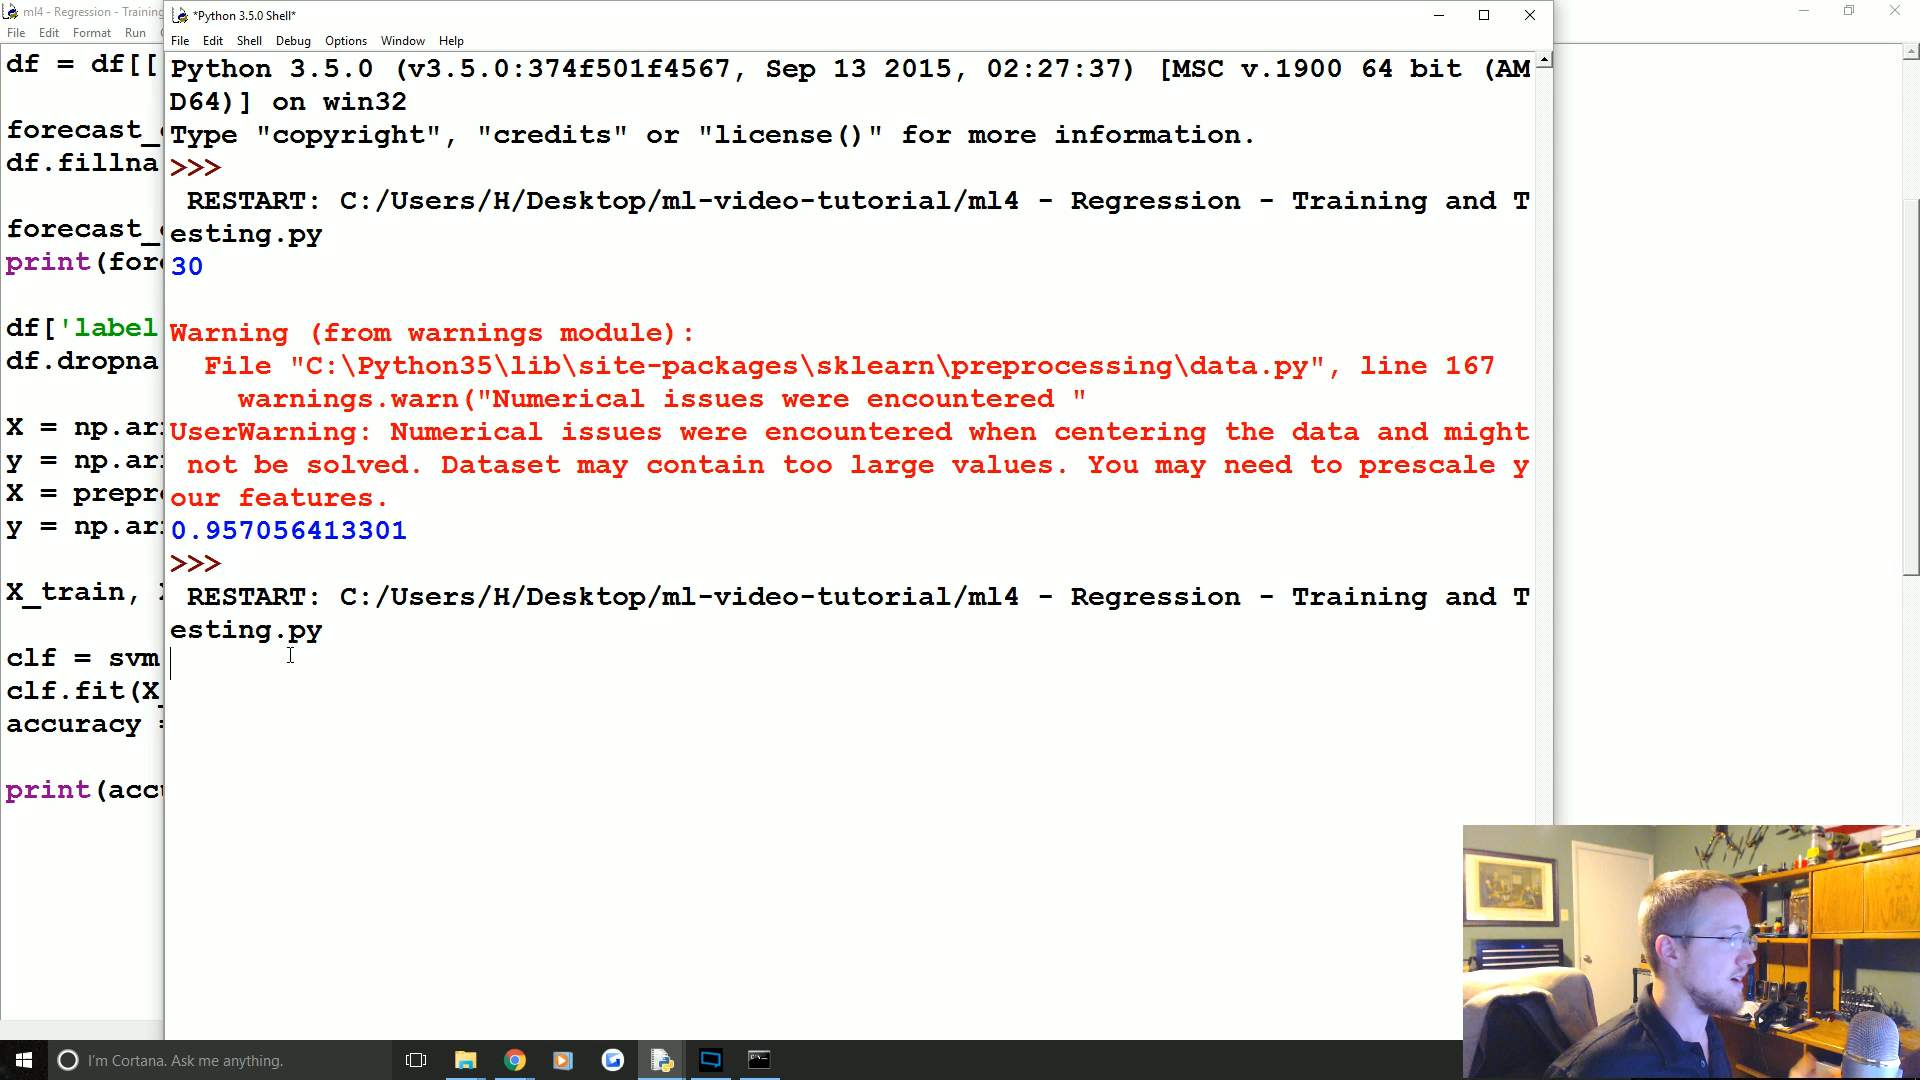 ml4 - Regression - Training
*Python 3.5.0 Shell*
File Edit Format Run
File Edit Shell Debug Options Window Help
df = df[[
forecast_
df.fillna
forecast_
print(fore
df['label
df.dropna
X = np.ar
y = np.ar
X = prepr
y = np.ar
X_train,
clf = svm
clf.fit(X_
accuracy =
print(accu
Python 3.5.0 (v3.5.0:374f501f4567, Sep 13 2015, 02:27:37) [MSC v.1900 64 bit (AM
D64)] on win32
Type "copyright", "credits" or "license()" for more information.
>>>
RESTART: C:/Users/H/Desktop/ml-video-tutorial/ml4 - Regression - Training and T
esting.py
30
Warning (from warnings module):
File "C:\Python35\lib\site-packages\sklearn\preprocessing\data.py", line 167
warnings.warn("Numerical issues were encountered "
UserWarning: Numerical issues were encountered when centering the data and might
not be solved. Dataset may contain too large values. You may need to prescale y
our features.
0.957056413301
>>>
RESTART: C:/Users/H/Desktop/ml-video-tutorial/ml4 - Regression - Training and T
esting.py
I'm Cortana. Ask me anything.